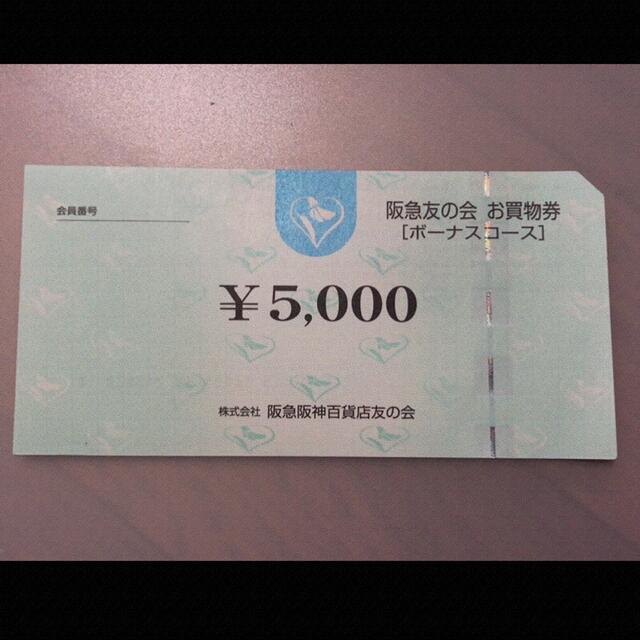 会員番号
阪急友の会 お買物券
[ボーナスコース]
¥5,000
株式会社 阪急阪神百貨店友の会